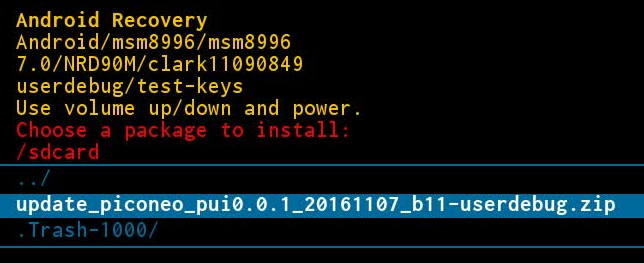 Android Recovery
Android/msm8996/msm8996
7.0/NRD90M/clark11090849
userdebug/test-keys
Use volume up/down and power.
Choose a package to install:
/sdcard
../
update_piconeo_pui0.0.1_20161107_b11-userdebug.zip
.Trash-1000/